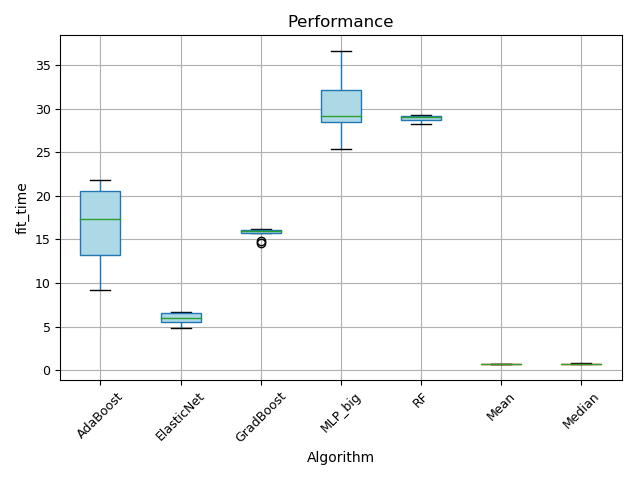 Performance
fit_time
35
30
25
20
15
10
5
0
AdaBoost
ElasticNet
GradBoost
MLP_big
RF
Mean
Median
Algorithm